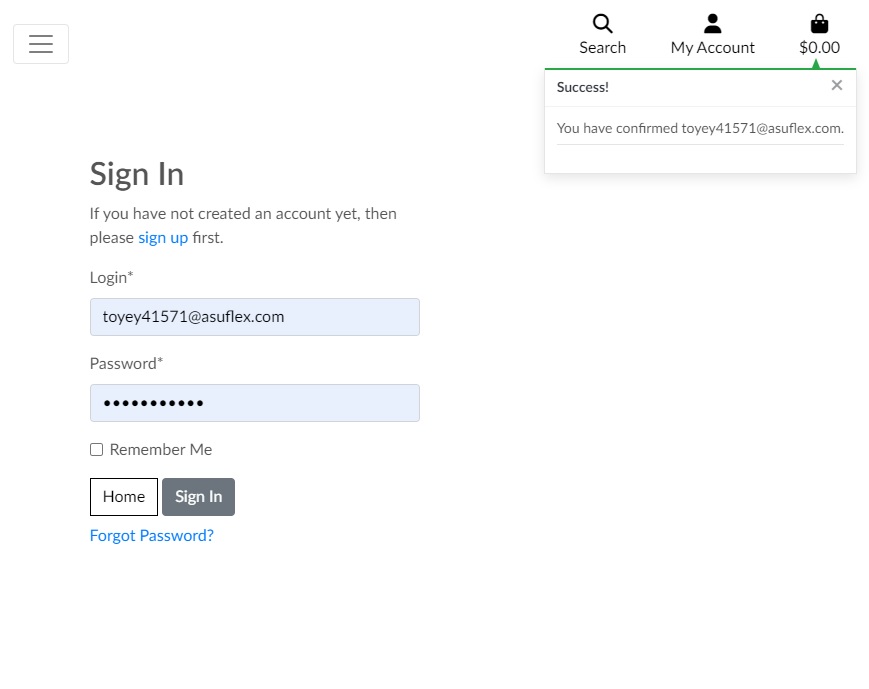 Search
My Account
$0.00
Success!
You have confirmed toyey41571@asuflex.com.
Sign In
If you have not created an account yet, then
please sign up first.
Login*
toyey41571@asuflex.com
Password*
•••••••••••
Remember Me
Home
Sign In
Forgot Password?